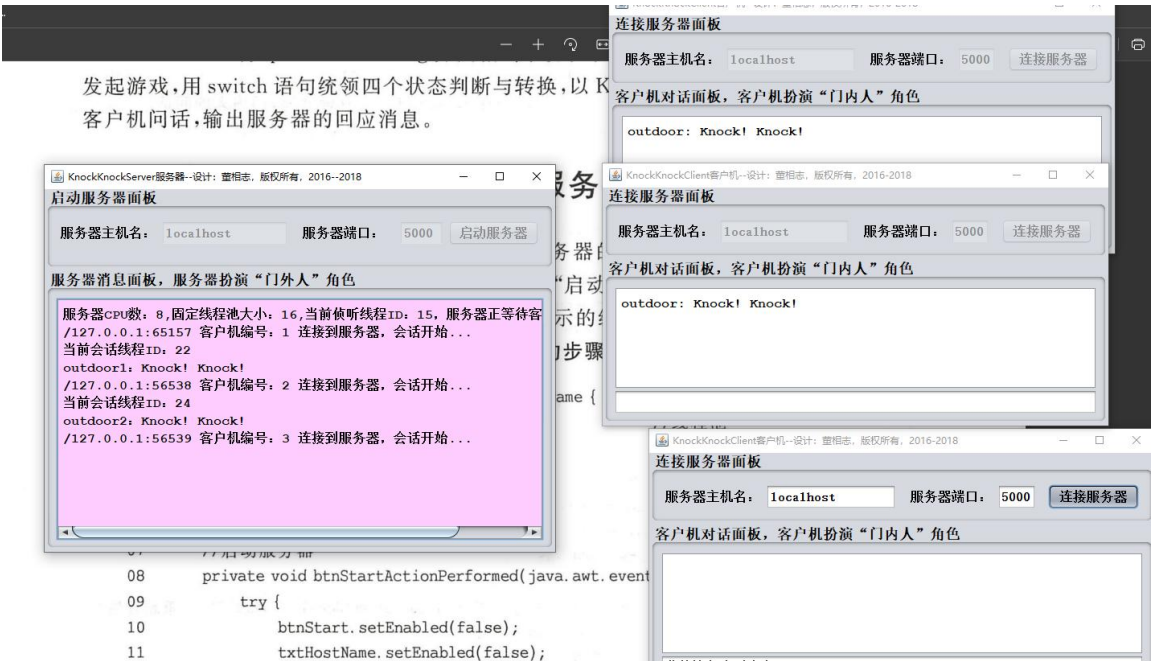 发起游戏,用 switch 语句统领四个状态判断与转换,以 K
客户机问话,输出服务器的回应消息。
KnockKnockServer服务器--设计：董相志，版权所有，2016--2018
启动服务器面板
服务器主机名： localhost 服务器端口： 5000 启动服务器
服务器消息面板，服务器扮演“门外人”角色
服务器CPU数：8,固定线程池大小：16,当前侦听线程ID：15，服务器正等待客
/127.0.0.1:65157 客户机编号：1 连接到服务器，会话开始...
当前会话线程ID：22
outdoor1: Knock! Knock!
/127.0.0.1:56538 客户机编号：2 连接到服务器，会话开始...
当前会话线程ID：24
outdoor2: Knock! Knock!
/127.0.0.1:56539 客户机编号：3 连接到服务器，会话开始...
连接服务器面板
服务器主机名： localhost 服务器端口： 5000 连接服务器
客户机对话面板，客户机扮演“门内人”角色
outdoor: Knock! Knock!
KnockKnockClient客户机--设计：董相志，版权所有，2016-2018
连接服务器面板
服务器主机名： localhost 服务器端口： 5000 连接服务器
客户机对话面板，客户机扮演“门内人”角色
outdoor: Knock! Knock!
KnockKnockClient客户机--设计：董相志，版权所有，2016-2018
连接服务器面板
服务器主机名： localhost 服务器端口： 5000 连接服务器
客户机对话面板，客户机扮演“门内人”角色
务
务器的
“启动
示的
步骤
ame {
08 private void btnStartActionPerformed(java.awt.event
09 try {
10 btnStart.setEnabled(false);
11 txtHostName.setEnabled(false);